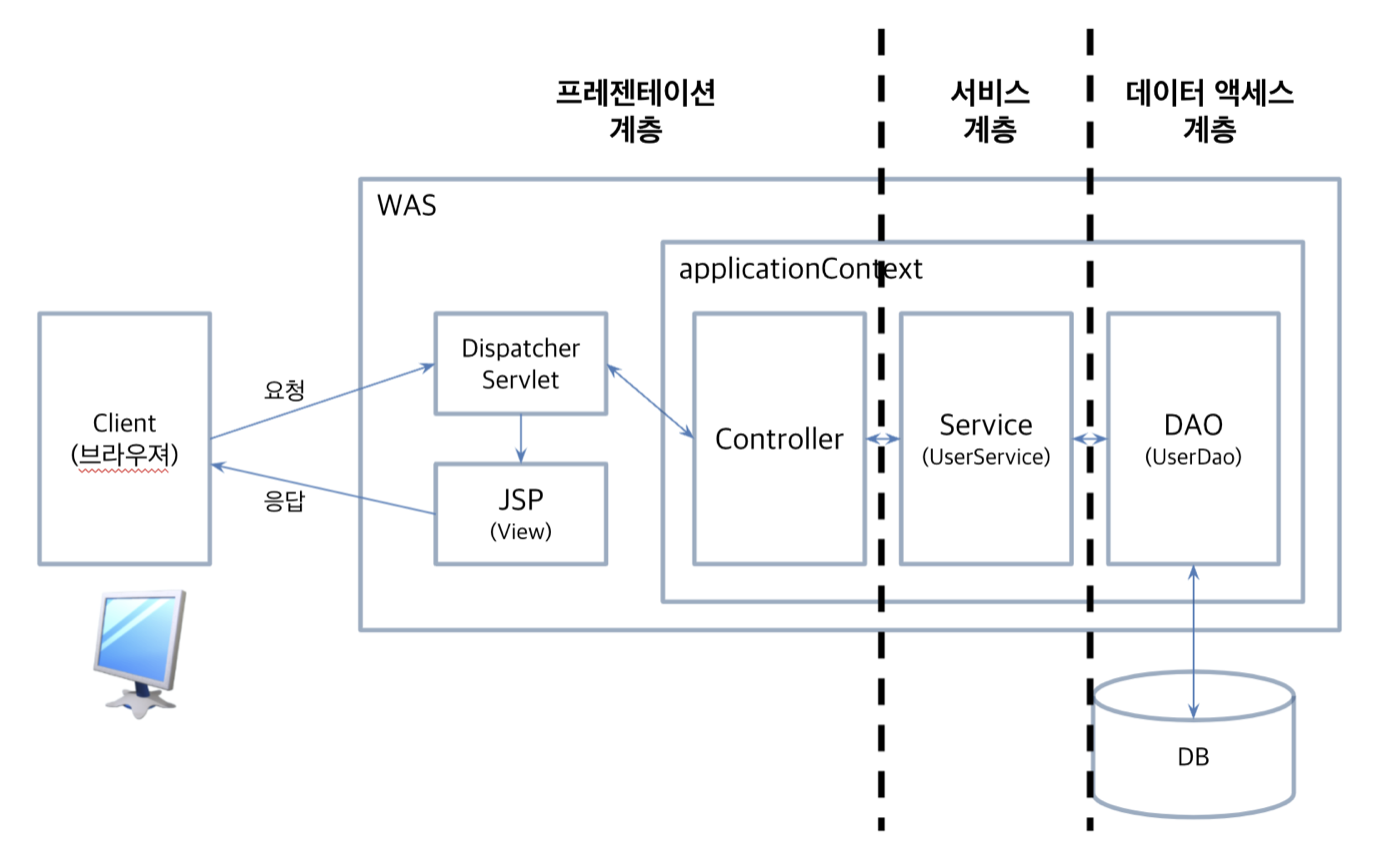 프레젠테이션
계층
서비스
계층
데이터 액세스
계층
WAS
applicationContext
Client
(브라우져)
요청
응답
Dispatcher
Servlet
JSP
(View)
Controller
Service
(UserService)
DAO
(UserDao)
DB